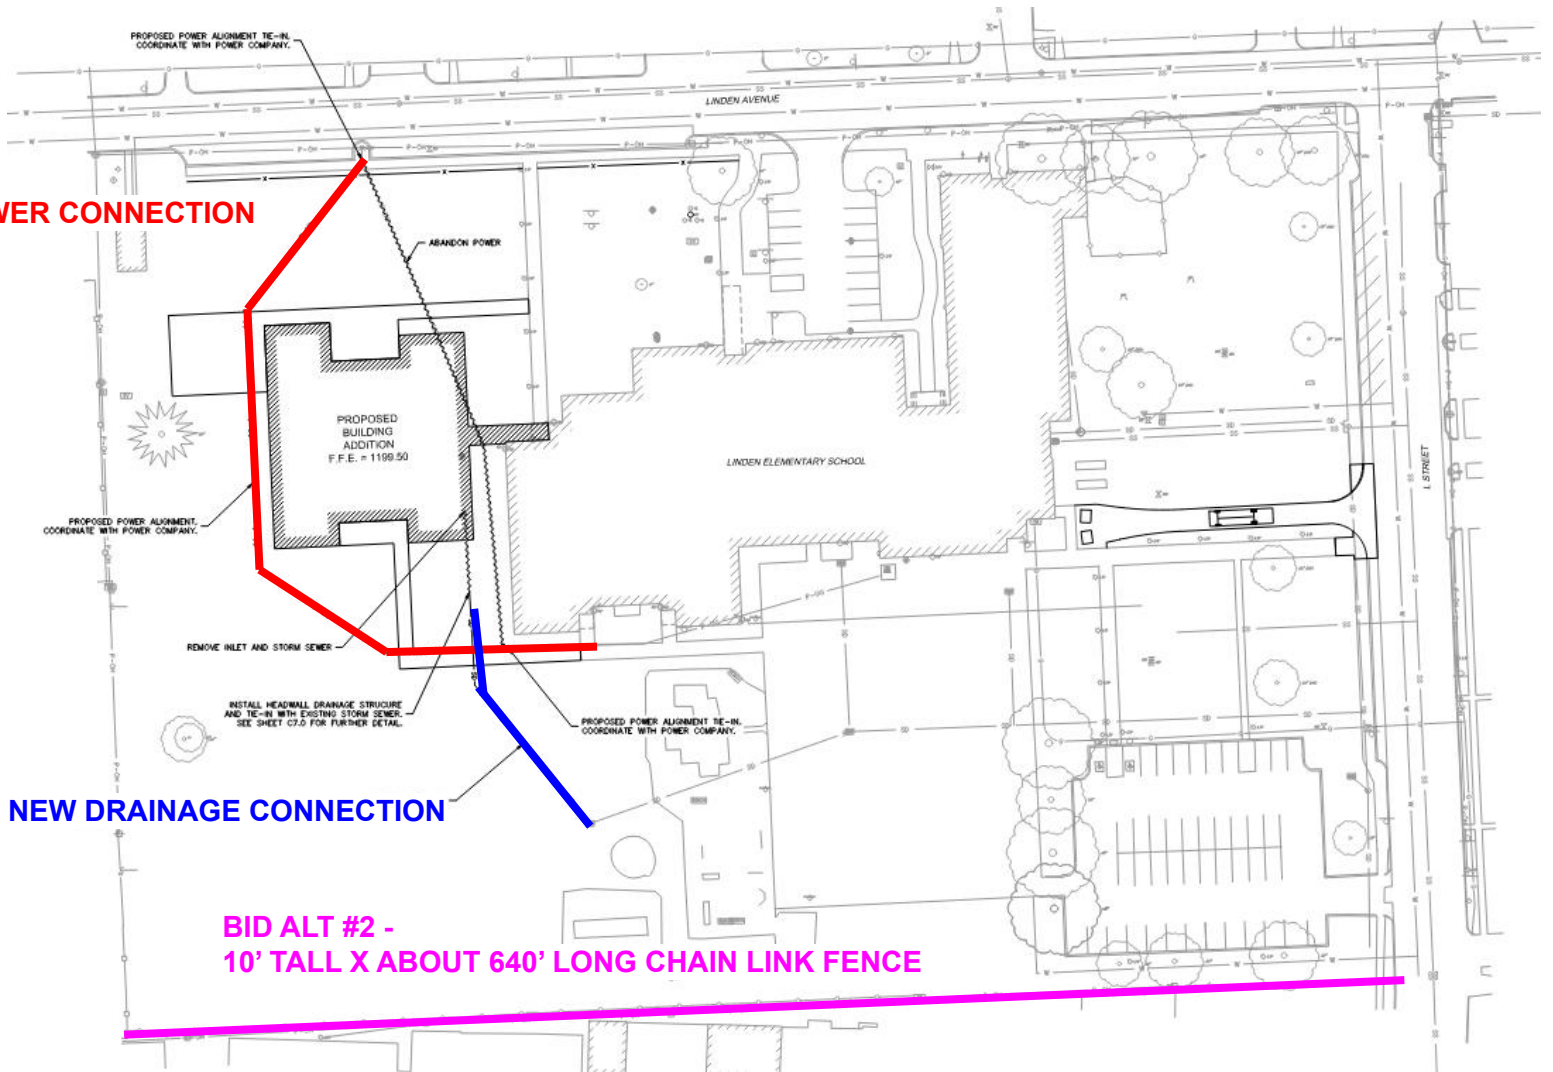 PROPOSED POWER ALIGNMENT TIE-IN.
COORDINATE WITH POWER COMPANY.
LINDEN AVENUE
WER CONNECTION
ABANDON POWER
PROPOSED
BUILDING
ADDITION
F.F.E. = 1199.50
LINDEN ELEMENTARY SCHOOL
L STREET
PROPOSED POWER ALIGNMENT.
COORDINATE WITH POWER COMPANY.
REMOVE INLET AND STORM SEWER
INSTALL HEADWALL DRAINAGE STRUCURE
AND TIE-IN WITH EXISTING STORM SEWER.
SEE SHEET C7.0 FOR FURTHER DETAIL.
PROPOSED POWER ALIGNMENT TIE-IN.
COORDINATE WITH POWER COMPANY.
NEW DRAINAGE CONNECTION
BID ALT #2 -
10' TALL X ABOUT 640' LONG CHAIN LINK FENCE